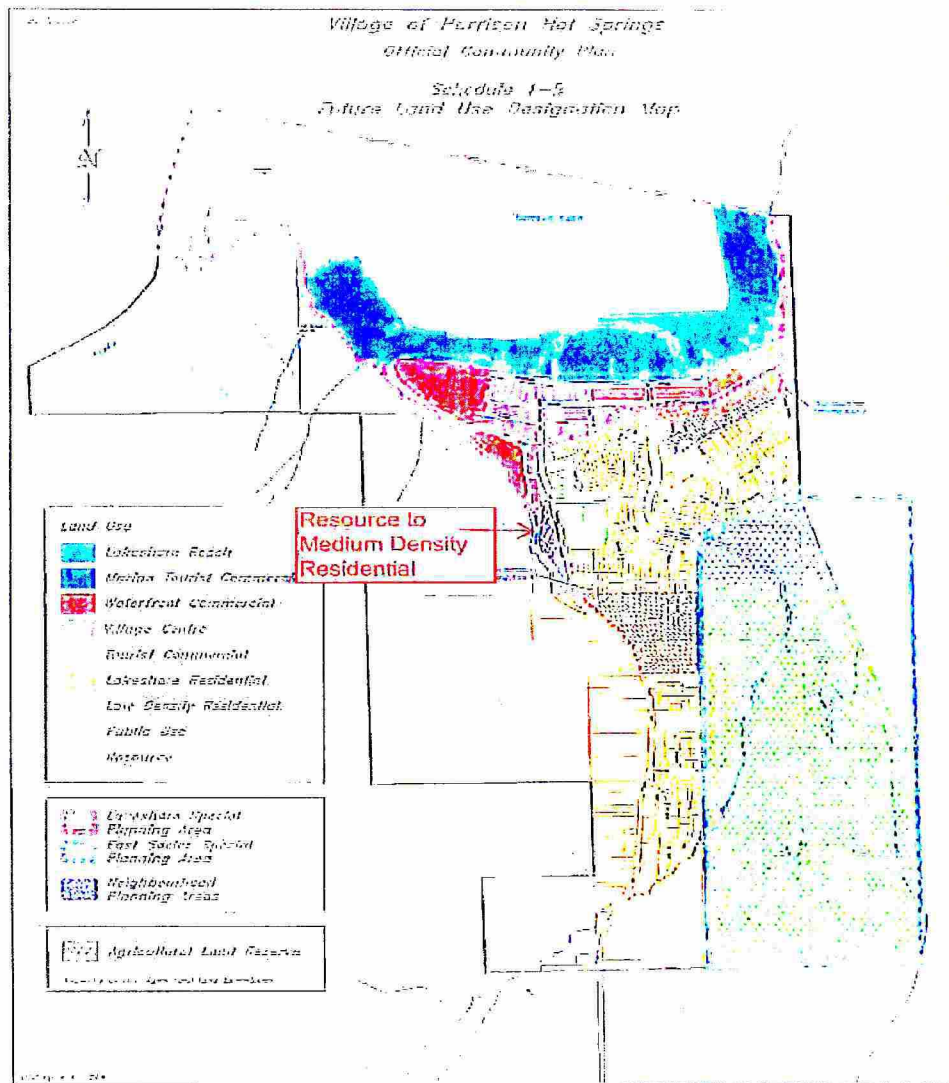 Village of Harrison Hot Springs
Official Community Plan
Schedule 1-B
Future Land Use Designation Map
Resource to
Medium Density
Residential
Land Use
Lakeshore Beach
Marine Tourist Commercial
Waterfront Commercial
Village Centre
Tourist Commercial
Lakeshore Residential
Low Density Residential
Public Use
Resource
Lakeshore Special
Planning Area
East Sector Special
Planning Area
Neighbourhood
Planning Areas
Agricultural Land Reserve